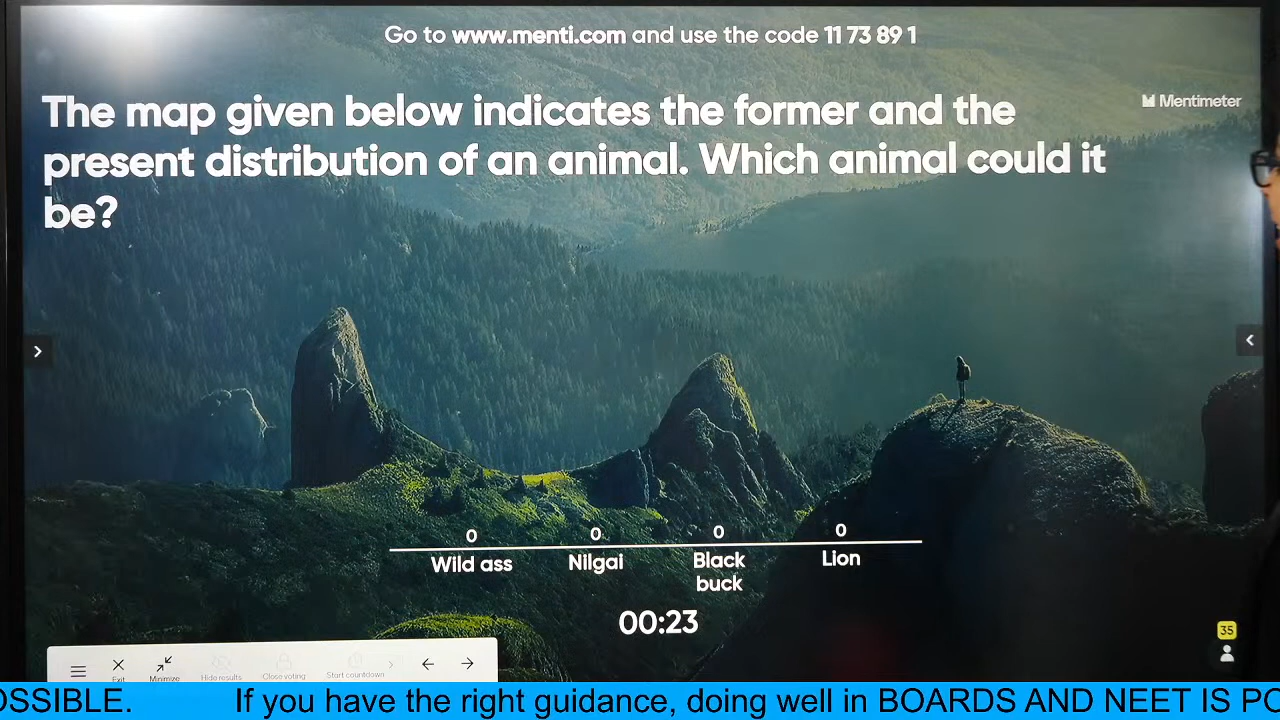 Go to www.menti.com and use the code 11 73 89 1
Mentimeter
The map given below indicates the former and the
present distribution of an animal. Which animal could it
be?
0 0 0 0
Wild ass Nilgai Black buck Lion
00:23
35
Exit Minimize Hide results Close voting Start countdown
OSSIBLE. If you have the right guidance, doing well in BOARDS AND NEET IS PO